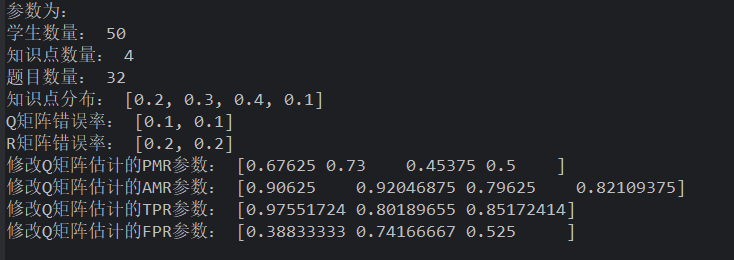 参数为:
学生数量: 50
知识点数量: 4
题目数量: 32
知识点分布: [0.2, 0.3, 0.4, 0.1]
Q矩阵错误率: [0.1, 0.1]
R矩阵错误率: [0.2, 0.2]
修改Q矩阵估计的PMR参数: [0.67625 0.73    0.45375 0.5    ]
修改Q矩阵估计的AMR参数: [0.90625    0.92046875 0.79625    0.82109375]
修改Q矩阵估计的TPR参数: [0.97551724 0.80189655 0.85172414]
修改Q矩阵估计的FPR参数: [0.38833333 0.74166667 0.525     ]